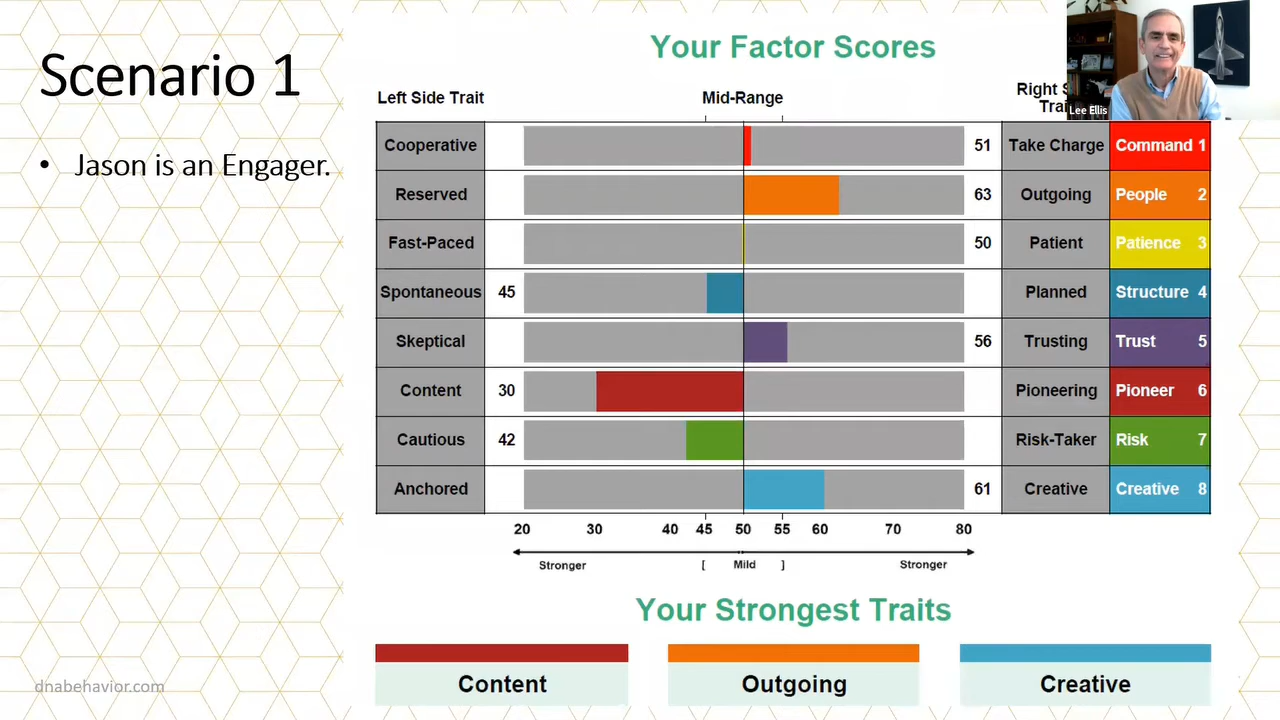 Scenario 1
• Jason is an Engager.
Your Factor Scores
Left Side Trait Mid-Range Right
Lee Ellis
Cooperative 51 Take Charge Command 1
Reserved 63 Outgoing People 2
Fast-Paced 50 Patient Patience 3
Spontaneous 45 Planned Structure 4
Skeptical 56 Trusting Trust 5
Content 30 Pioneering Pioneer 6
Cautious 42 Risk-Taker Risk 7
Anchored 61 Creative Creative 8
20 30 40 45 50 55 60 70 80
Stronger [ Mild ] Stronger
Your Strongest Traits
Content Outgoing Creative
dnabehavior.com